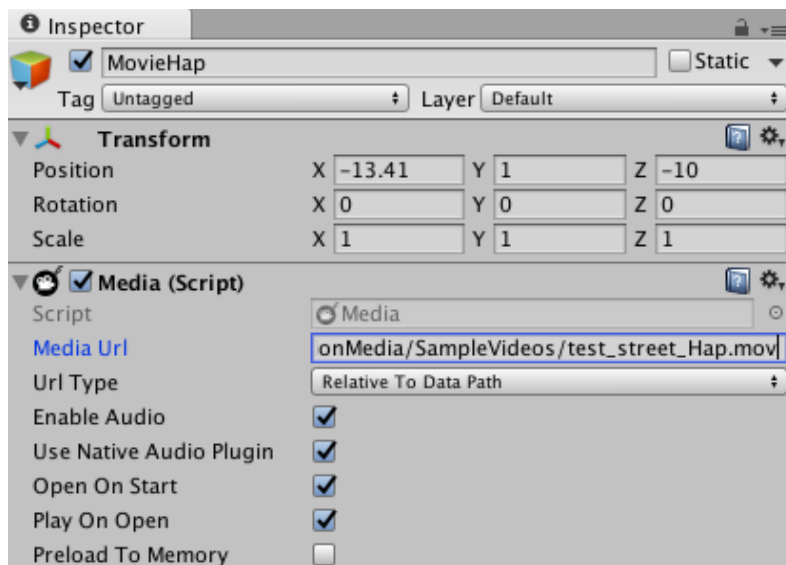 Inspector
MovieHap Static
Tag Untagged Layer Default
Transform
Position X -13.41 Y 1 Z -10
Rotation X 0 Y 0 Z 0
Scale X 1 Y 1 Z 1
Media (Script)
Script Media
Media Url onMedia/SampleVideos/test_street_Hap.mov
Url Type Relative To Data Path
Enable Audio
Use Native Audio Plugin
Open On Start
Play On Open
Preload To Memory